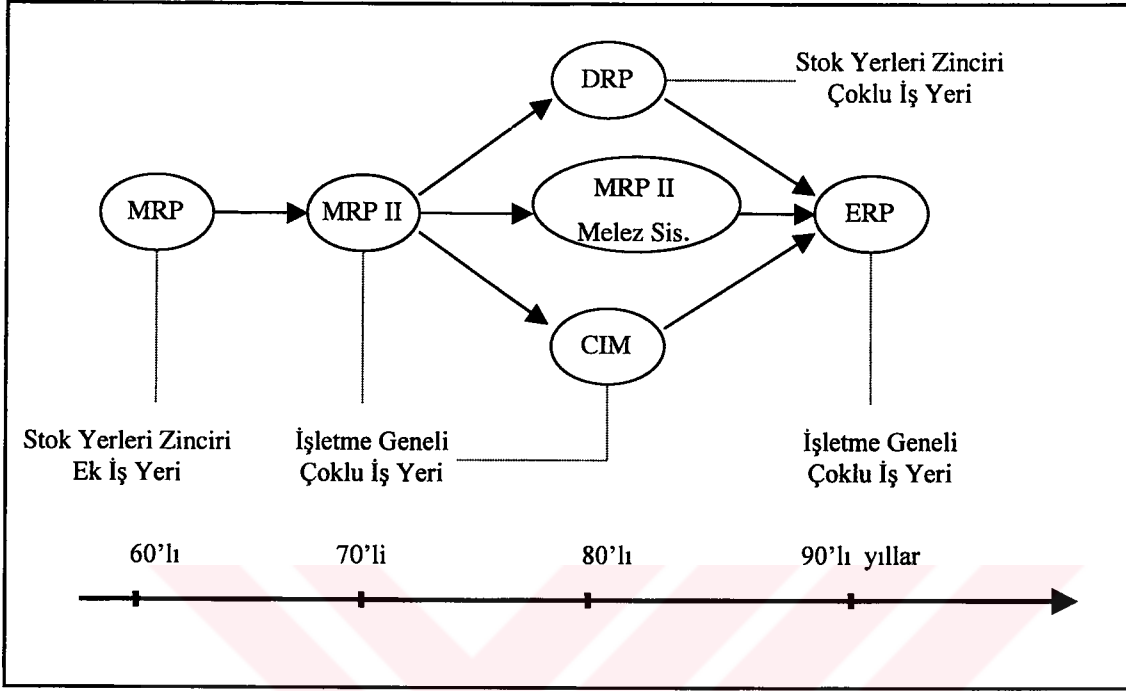 DRP
Stok Yerleri Zinciri
Çoklu İş Yeri
MRP
MRP II
MRP II
Melez Sis.
ERP
CIM
Stok Yerleri Zinciri
Ek İş Yeri
İşletme Geneli
Çoklu İş Yeri
İşletme Geneli
Çoklu İş Yeri
60'lı
70'li
80'lı
90'lı yıllar